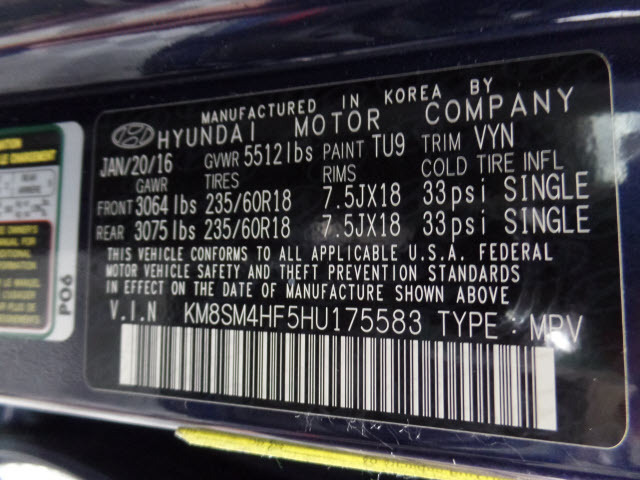 MANUFACTURED IN KOREA BY
HYUNDAI MOTOR COMPANY
JAN/20/16 GVWR 5512lbs PAINT TU9 TRIM VYN
GAWR TIRES RIMS COLD TIRE INFL
FRONT 3064 lbs 235/60R18 7.5JX18 33psi SINGLE
REAR 3075 lbs 235/60R18 7.5JX18 33psi SINGLE
THIS VEHICLE CONFORMS TO ALL APPLICABLE U.S.A. FEDERAL
MOTOR VEHICLE SAFETY AND THEFT PREVENTION STANDARDS
IN EFFECT ON THE DATE OF MANUFACTURE SHOWN ABOVE
V.I.N KM8SM4HF5HU175583 TYPE : MPV
PO6